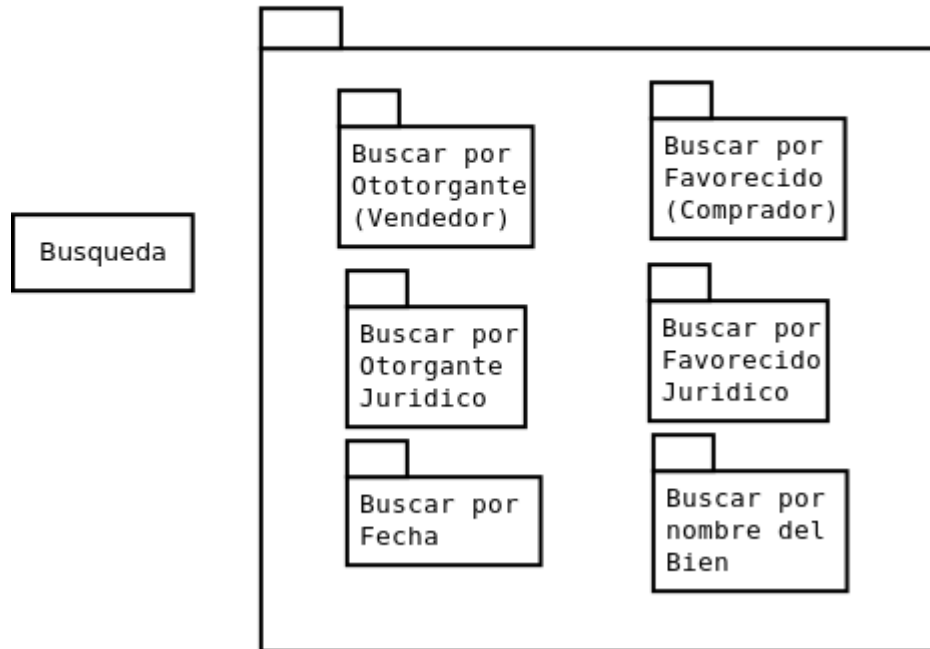 Busqueda
Buscar por
Ototorgante
(Vendedor)
Buscar por
Favorecido
(Comprador)
Buscar por
Otorgante
Juridico
Buscar por
Favorecido
Juridico
Buscar por
Fecha
Buscar por
nombre del
Bien